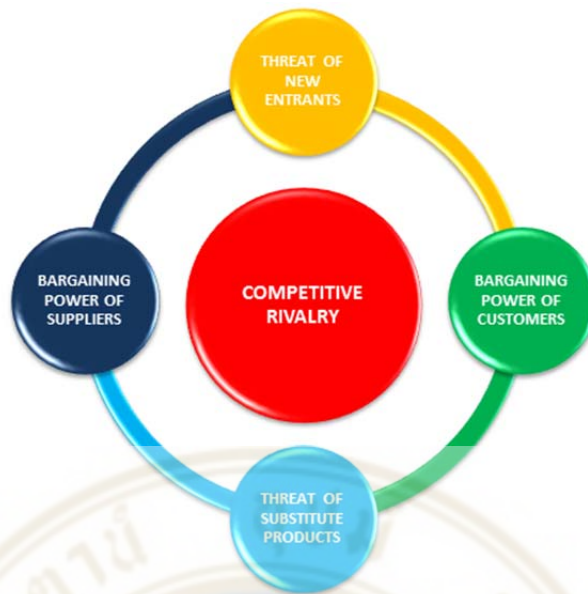 THREAT OF
NEW
ENTRANTS
BARGAINING
POWER OF
SUPPLIERS
COMPETITIVE
RIVALRY
BARGAINING
POWER OF
CUSTOMERS
THREAT OF
SUBSTITUTE
PRODUCTS